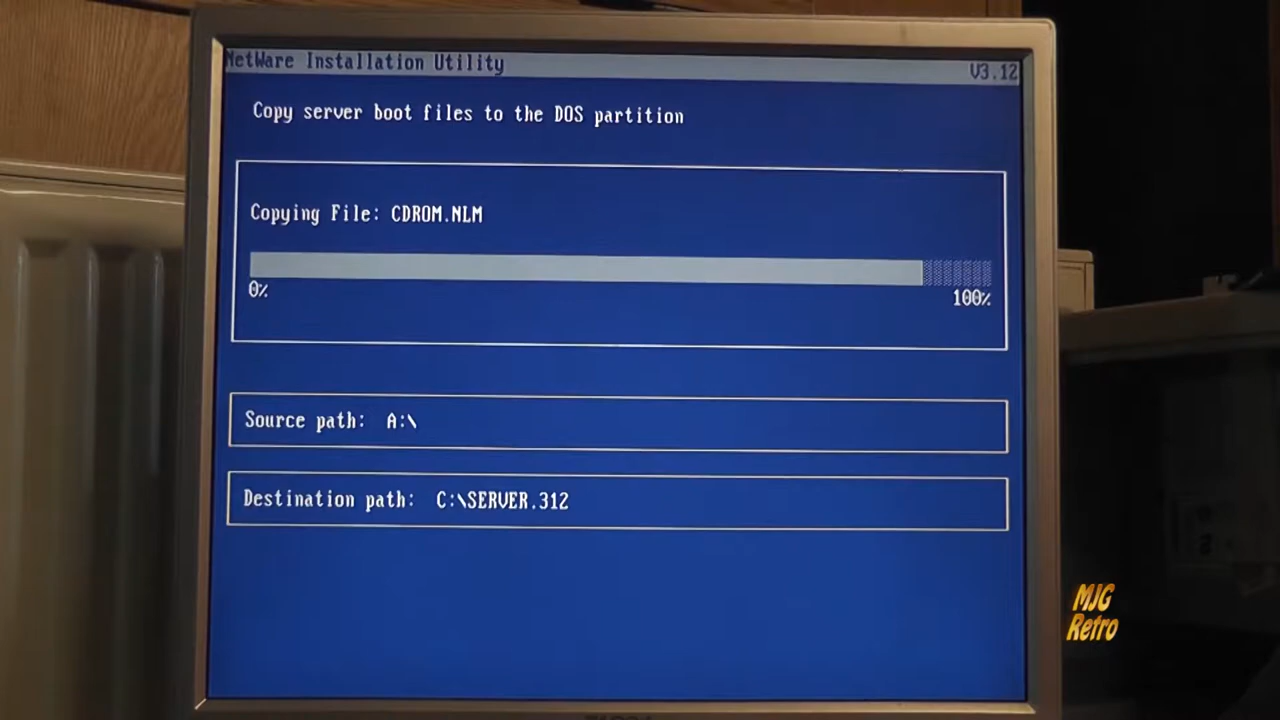 NetWare Installation Utility
V3.12
Copy server boot files to the DOS partition
Copying File: CDROM.NLM
0%
100%
Source path: A:\
Destination path: C:\SERVER.312
MJG
Retro